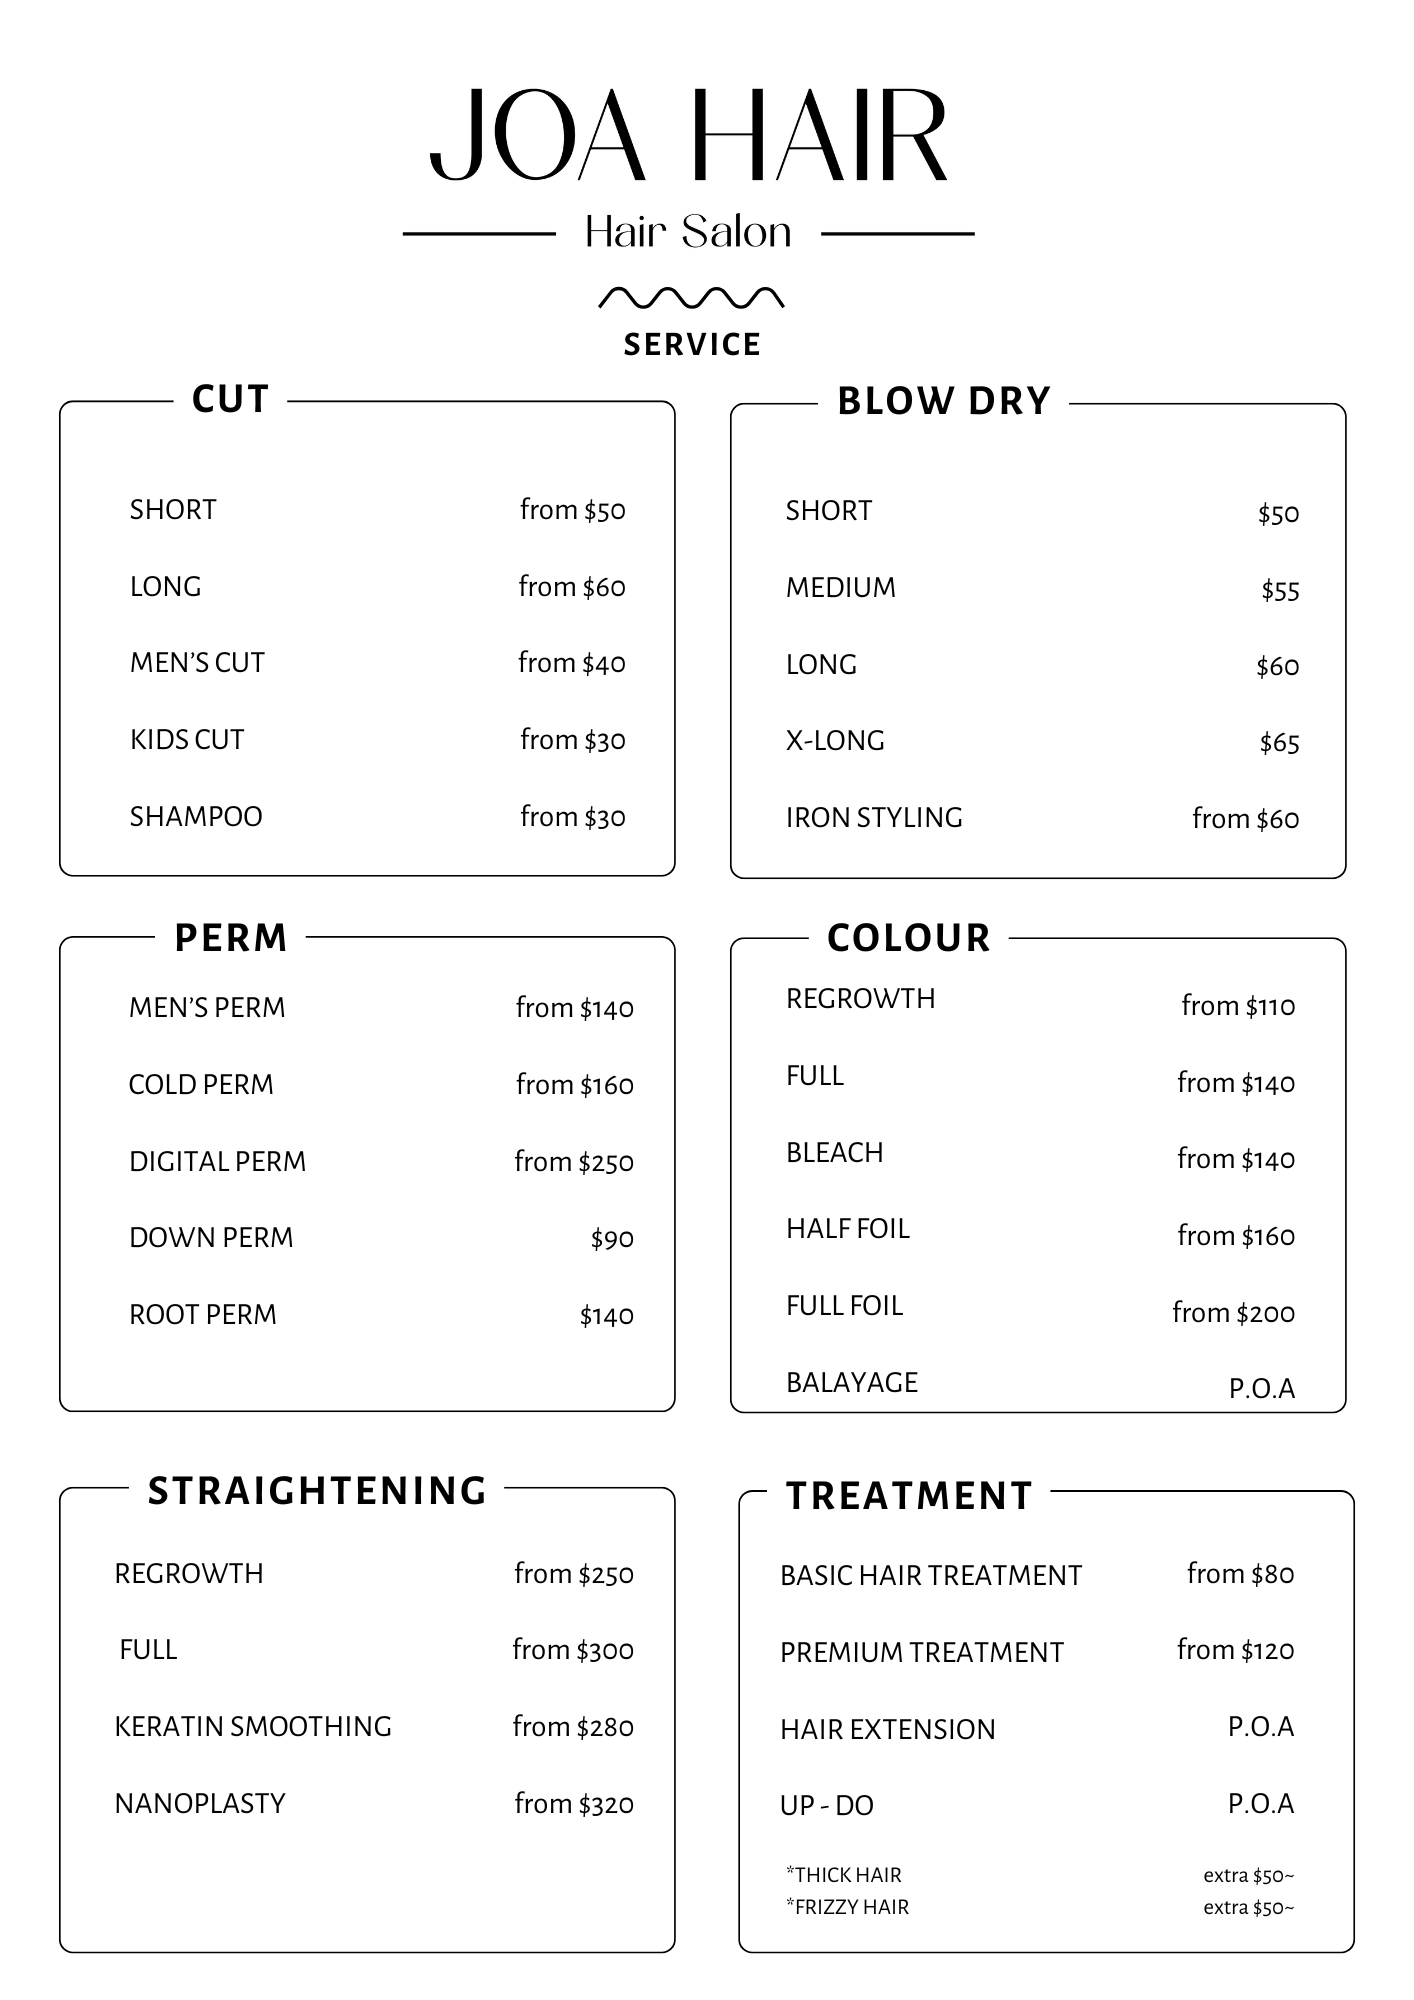 JOA HAIR
Hair Salon
SERVICE
CUT
SHORT from $50
LONG from $60
MEN’S CUT from $40
KIDS CUT from $30
SHAMPOO from $30
BLOW DRY
SHORT $50
MEDIUM $55
LONG $60
X-LONG $65
IRON STYLING from $60
PERM
MEN’S PERM from $140
COLD PERM from $160
DIGITAL PERM from $250
DOWN PERM $90
ROOT PERM $140
COLOUR
REGROWTH from $110
FULL from $140
BLEACH from $140
HALF FOIL from $160
FULL FOIL from $200
BALAYAGE P.O.A
STRAIGHTENING
REGROWTH from $250
FULL from $300
KERATIN SMOOTHING from $280
NANOPLASTY from $320
TREATMENT
BASIC HAIR TREATMENT from $80
PREMIUM TREATMENT from $120
HAIR EXTENSION P.O.A
UP - DO P.O.A
*THICK HAIR extra $50~
*FRIZZY HAIR extra $50~